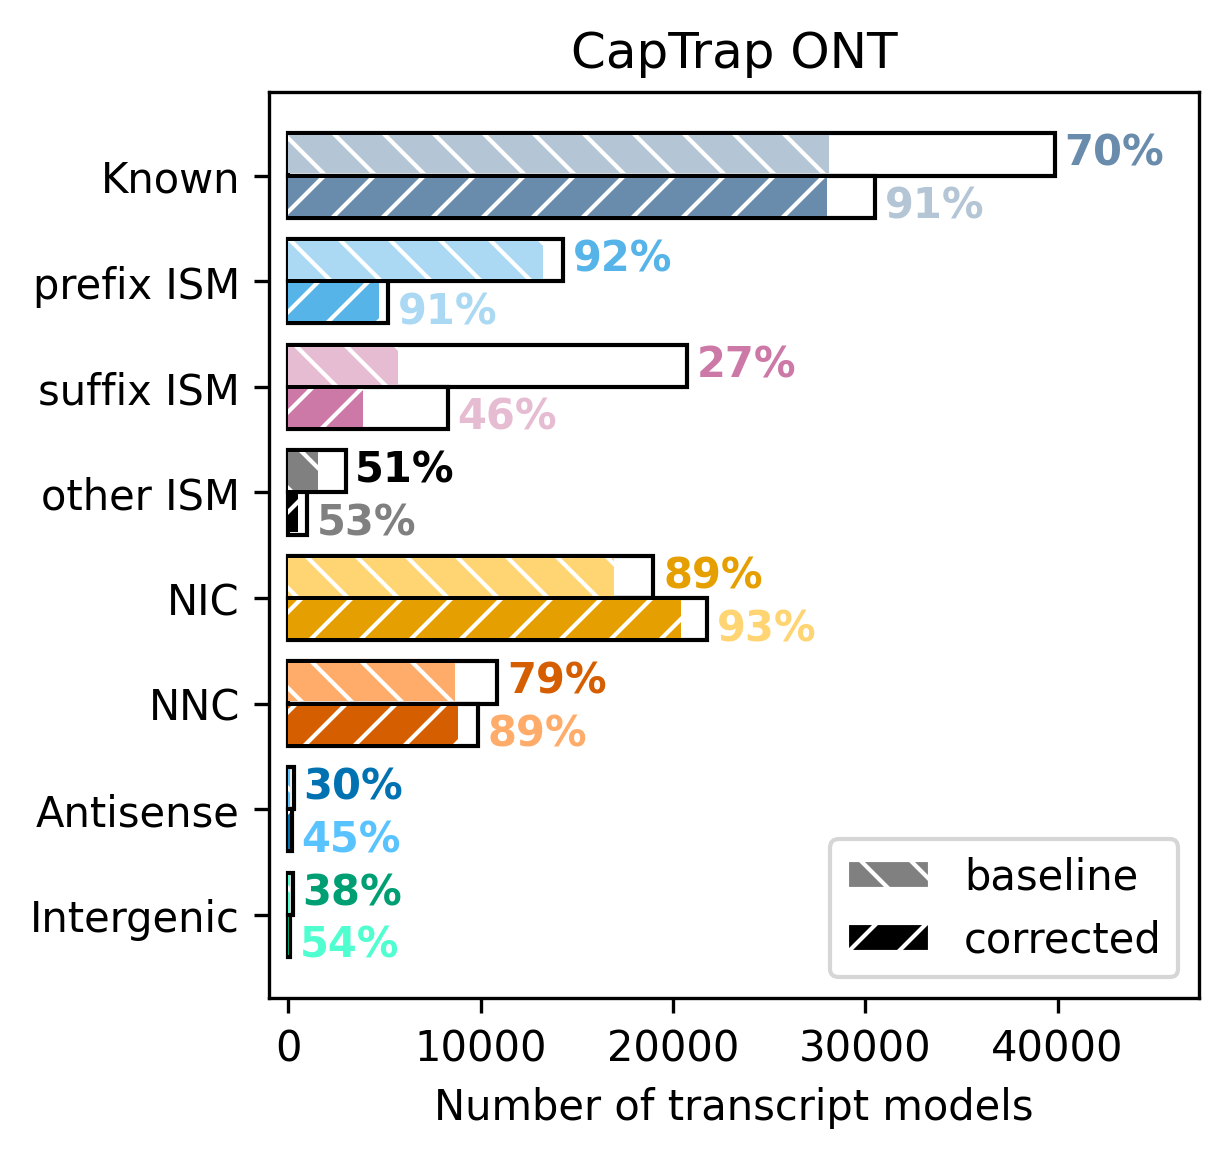 CapTrap ONT
Known
70%
91%
prefix ISM
92%
91%
suffix ISM
27%
46%
other ISM
51%
53%
NIC
89%
93%
NNC
79%
89%
Antisense
30%
45%
Intergenic
38%
54%
baseline
corrected
0 10000 20000 30000 40000
Number of transcript models